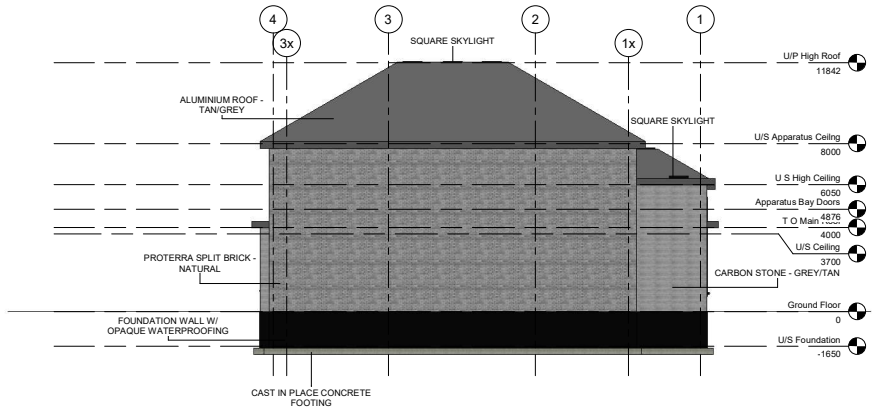 4
3x
3
2
1x
1
SQUARE SKYLIGHT
U/P High Roof
11842
ALUMINIUM ROOF -
TAN/GREY
SQUARE SKYLIGHT
U/S Apparatus Ceilng
8000
U S High Ceiling
6050
Apparatus Bay Doors
4876
T O Main
4000
U/S Ceiling
3700
PROTERRA SPLIT BRICK -
NATURAL
CARBON STONE - GREY/TAN
Ground Floor
0
FOUNDATION WALL W/
OPAQUE WATERPROOFING
U/S Foundation
-1650
CAST IN PLACE CONCRETE
FOOTING